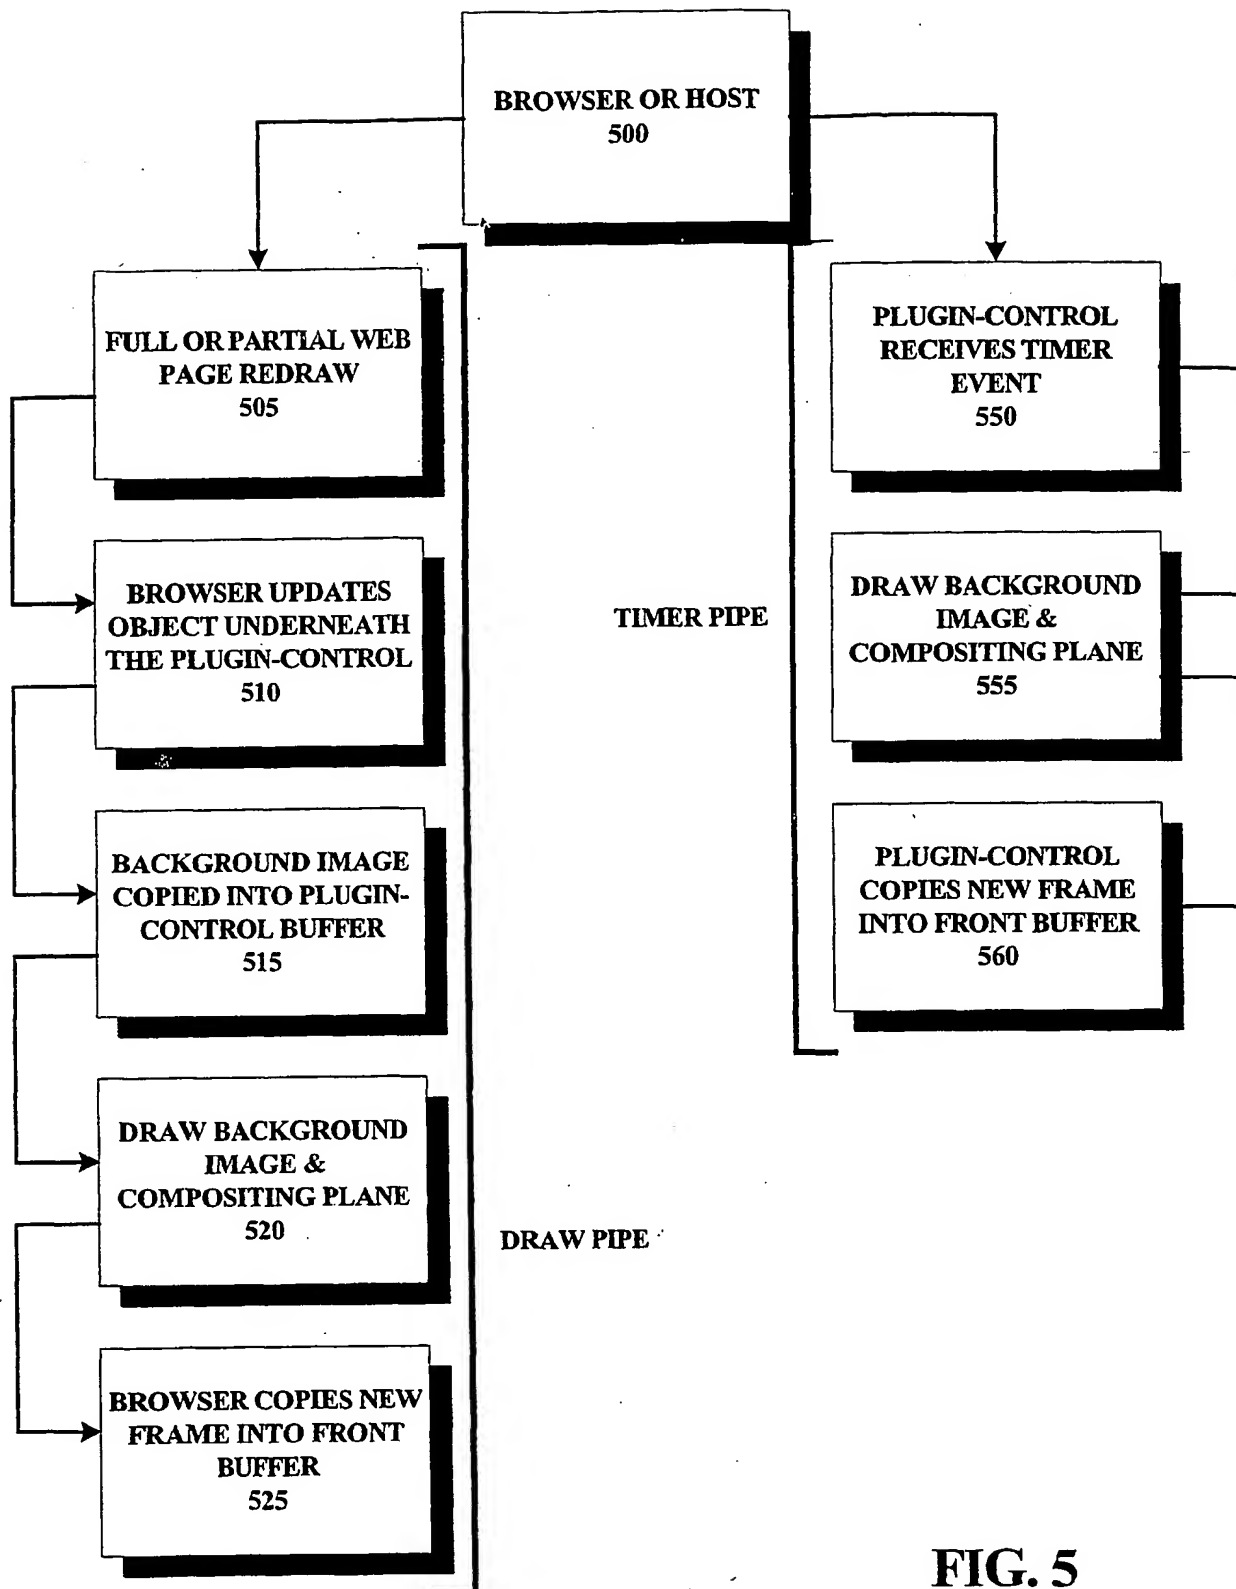 BROWSER OR HOST
500
FULL OR PARTIAL WEB
PAGE REDRAW
505
BROWSER UPDATES
OBJECT UNDERNEATH
THE PLUGIN-CONTROL
510
BACKGROUND IMAGE
COPIED INTO PLUGIN-
CONTROL BUFFER
515
DRAW BACKGROUND
IMAGE &
COMPOSITING PLANE
520
BROWSER COPIES NEW
FRAME INTO FRONT
BUFFER
525
DRAW PIPE
TIMER PIPE
PLUGIN-CONTROL
RECEIVES TIMER
EVENT
550
DRAW BACKGROUND
IMAGE &
COMPOSITING PLANE
555
PLUGIN-CONTROL
COPIES NEW FRAME
INTO FRONT BUFFER
560
FIG. 5